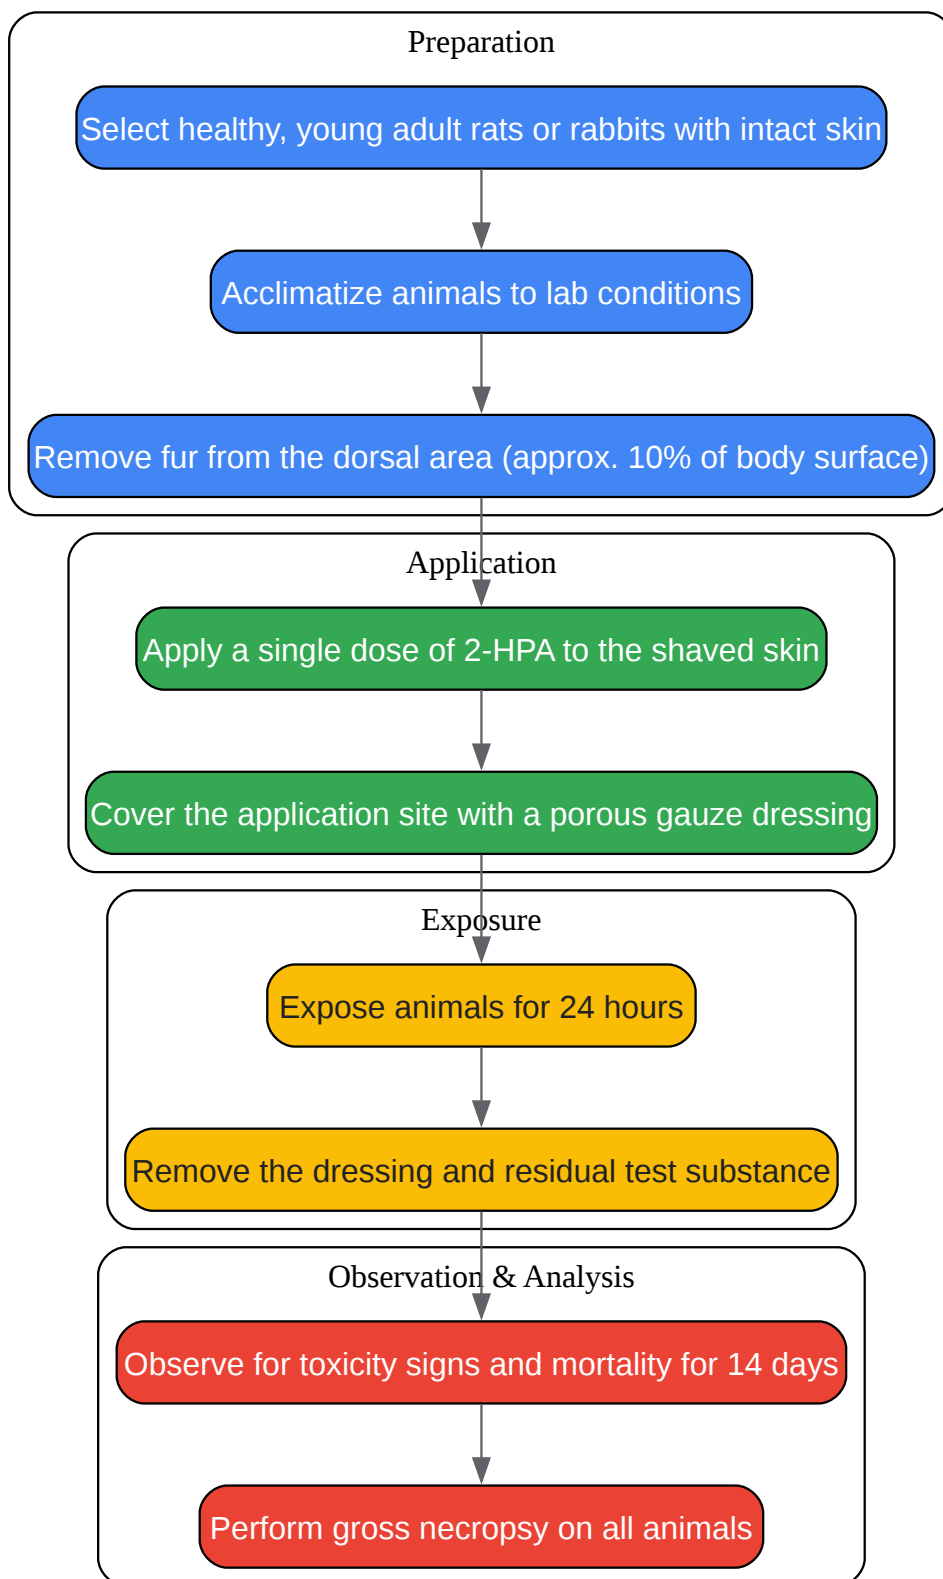 Preparation
Select healthy, young adult rats or rabbits with intact skin
Acclimatize animals to lab conditions
Remove fur from the dorsal area (approx. 10% of body surface)
Application
Apply a single dose of 2-HPA to the shaved skin
Cover the application site with a porous gauze dressing
Exposure
Expose animals for 24 hours
Remove the dressing and residual test substance
Observation & Analysis
Observe for toxicity signs and mortality for 14 days
Perform gross necropsy on all animals